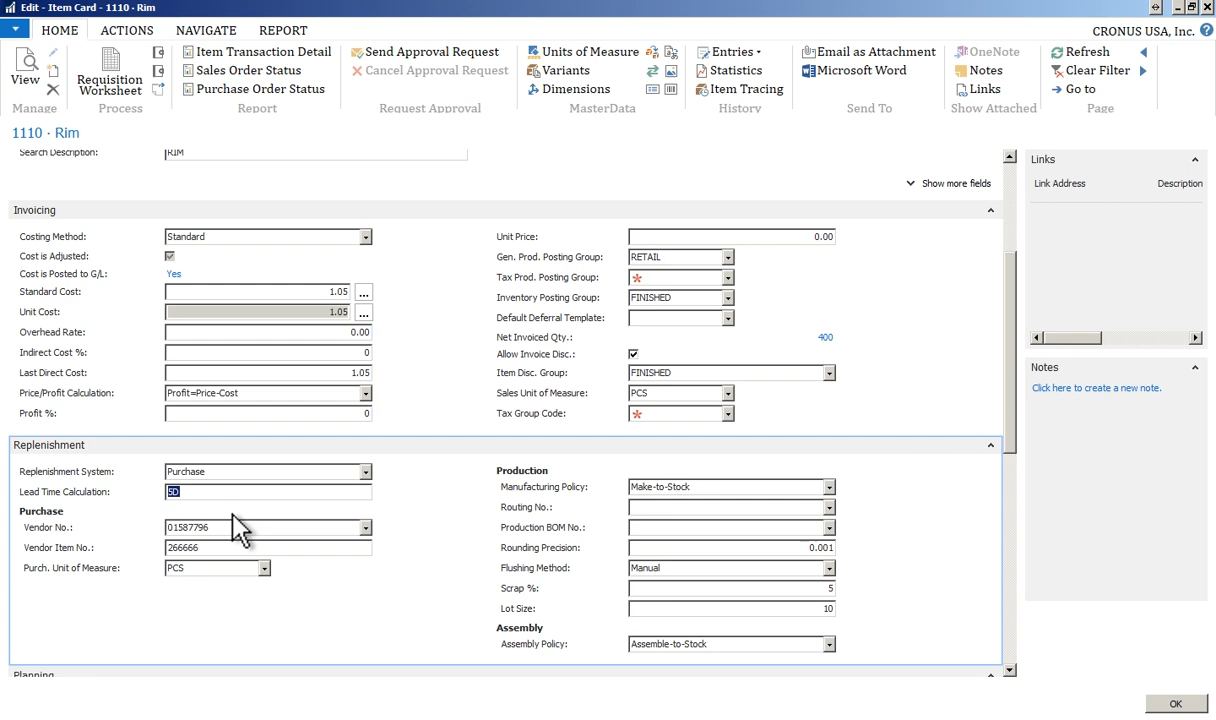 Edit - Item Card - 1110 · Rim
HOME ACTIONS NAVIGATE REPORT
CRONUS USA, Inc.
View
Manage
Requisition Worksheet
Process
Item Transaction Detail
Sales Order Status
Purchase Order Status
Report
Send Approval Request
Cancel Approval Request
Request Approval
Units of Measure
Variants
Dimensions
MasterData
Entries
Statistics
Item Tracing
History
Email as Attachment
Microsoft Word
Send To
OneNote
Notes
Links
Show Attached
Refresh
Clear Filter
Go to
Page
1110 · Rim
Search Description: RIM
Show more fields
Invoicing
Costing Method: Standard
Cost is Adjusted:
Cost is Posted to G/L: Yes
Standard Cost: 1.05 ...
Unit Cost: 1.05 ...
Overhead Rate: 0.00
Indirect Cost %: 0
Last Direct Cost: 1.05
Price/Profit Calculation: Profit=Price-Cost
Profit %: 0
Unit Price: 0.00
Gen. Prod. Posting Group: RETAIL
Tax Prod. Posting Group: *
Inventory Posting Group: FINISHED
Default Deferral Template:
Net Invoiced Qty.: 400
Allow Invoice Disc.:
Item Disc. Group: FINISHED
Sales Unit of Measure: PCS
Tax Group Code: *
Replenishment
Replenishment System: Purchase
Lead Time Calculation: 5D
Purchase
Vendor No.: 01587796
Vendor Item No.: 266666
Purch. Unit of Measure: PCS
Production
Manufacturing Policy: Make-to-Stock
Routing No.:
Production BOM No.:
Rounding Precision: 0.001
Flushing Method: Manual
Scrap %: 5
Lot Size: 10
Assembly
Assembly Policy: Assemble-to-Stock
Planning
Links
Link Address Description
Notes
Click here to create a new note.
OK